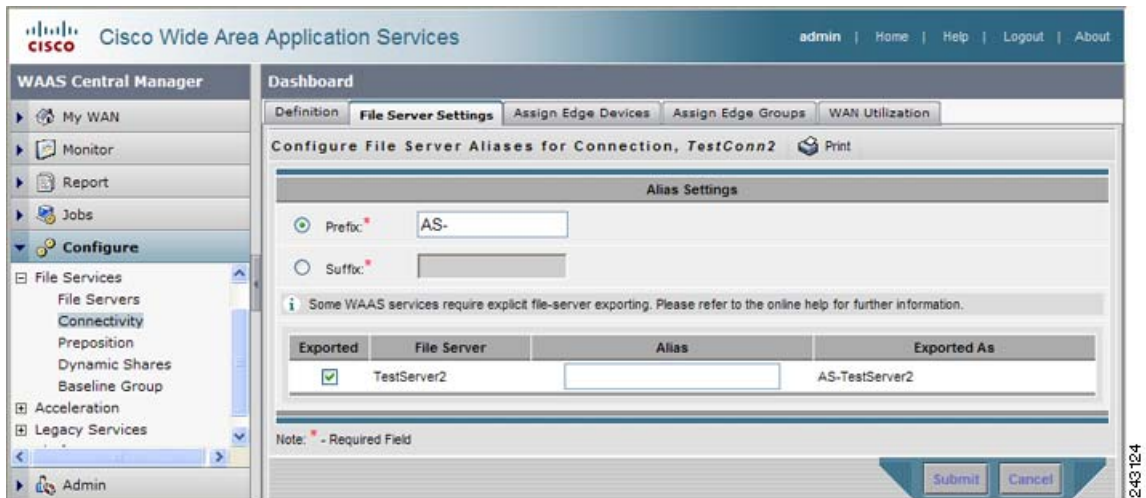 CISCO
Cisco Wide Area Application Services
admin | Home | Help | Logout | About
WAAS Central Manager
My WAN
Monitor
Report
Jobs
Configure
File Services
File Servers
Connectivity
Preposition
Dynamic Shares
Baseline Group
Acceleration
Legacy Services
Admin
Dashboard
Definition
File Server Settings
Assign Edge Devices
Assign Edge Groups
WAN Utilization
Configure File Server Aliases for Connection, TestConn2
Print
Alias Settings
Prefix:* AS-
Suffix:*
Some WAAS services require explicit file-server exporting. Please refer to the online help for further information.
Exported File Server Alias Exported As
TestServer2 AS-TestServer2
Note: * - Required Field
Submit Cancel
243124